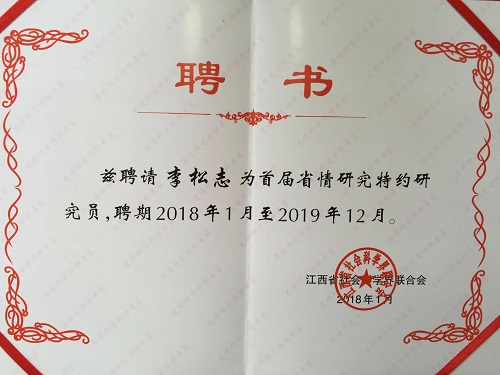 聘书
兹聘请李松志为首届省情研究特约研
究员,聘期2018年1月至2019年12月。
江西省社会科学界联合会
2018年1月